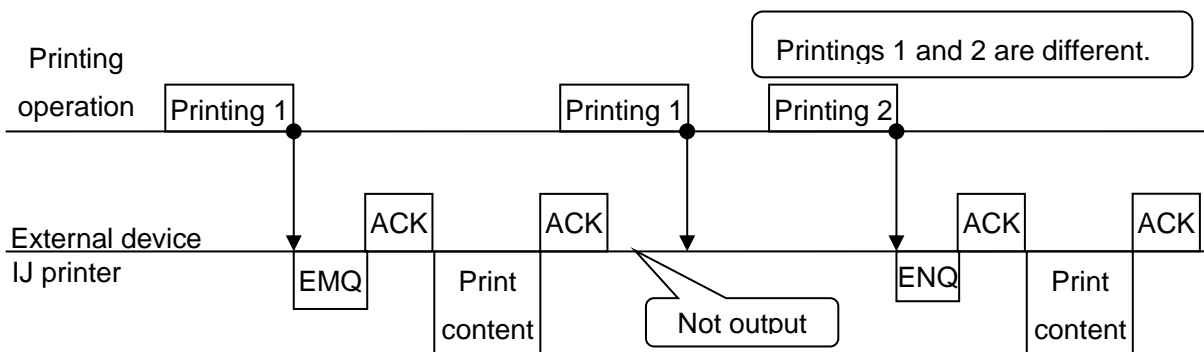 Printings 1 and 2 are different.
Printing
operation
Printing 1
Printing 1
Printing 2
ACK
ACK
ACK
ACK
External device
IJ printer
EMQ
Print
content
Not output
ENQ
Print
content